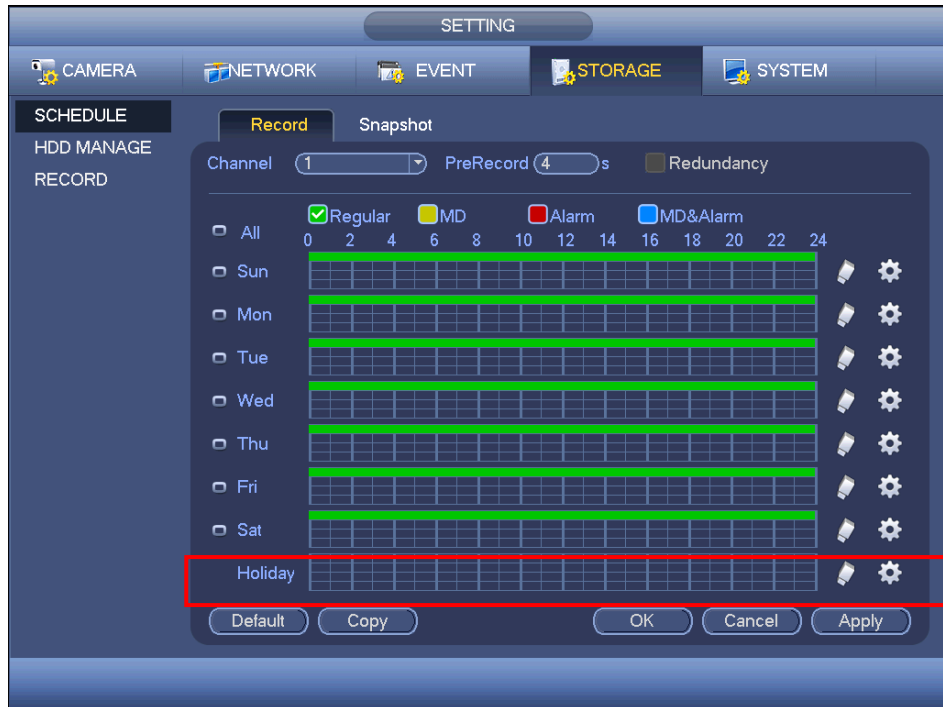 SETTING
CAMERA NETWORK EVENT STORAGE SYSTEM
SCHEDULE
HDD MANAGE
RECORD
Record Snapshot
Channel 1 PreRecord 4 s Redundancy
Regular MD Alarm MD&Alarm
All 0 2 4 6 8 10 12 14 16 18 20 22 24
Sun
Mon
Tue
Wed
Thu
Fri
Sat
Holiday
Default Copy OK Cancel Apply